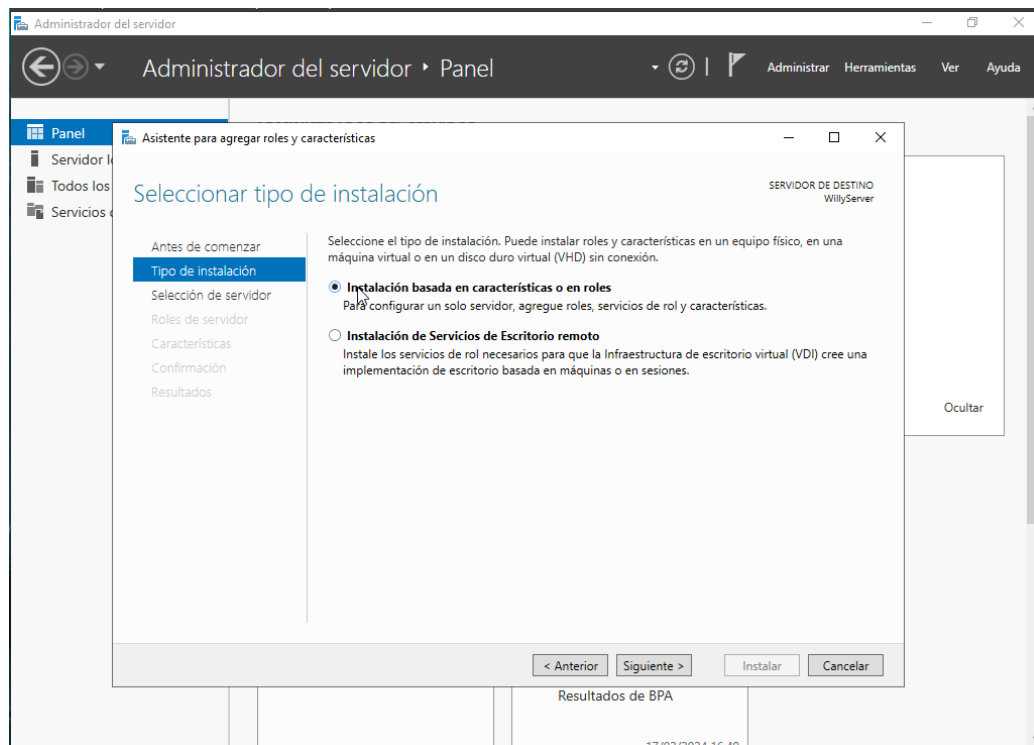 Administrador del servidor
Administrador del servidor ‣ Panel
Administrar Herramientas Ver Ayuda
Panel
Servidor
Todos los
Servicios
Asistente para agregar roles y características
Seleccionar tipo de instalación
SERVIDOR DE DESTINO
WillyServer
Antes de comenzar
Tipo de instalación
Selección de servidor
Roles de servidor
Características
Confirmación
Resultados
Seleccione el tipo de instalación. Puede instalar roles y características en un equipo físico, en una
máquina virtual o en un disco duro virtual (VHD) sin conexión.
Instalación basada en características o en roles
Para configurar un solo servidor, agregue roles, servicios de rol y características.
Instalación de Servicios de Escritorio remoto
Instale los servicios de rol necesarios para que la Infraestructura de escritorio virtual (VDI) cree una
implementación de escritorio basada en máquinas o en sesiones.
Ocultar
< Anterior Siguiente > Instalar Cancelar
Resultados de BPA